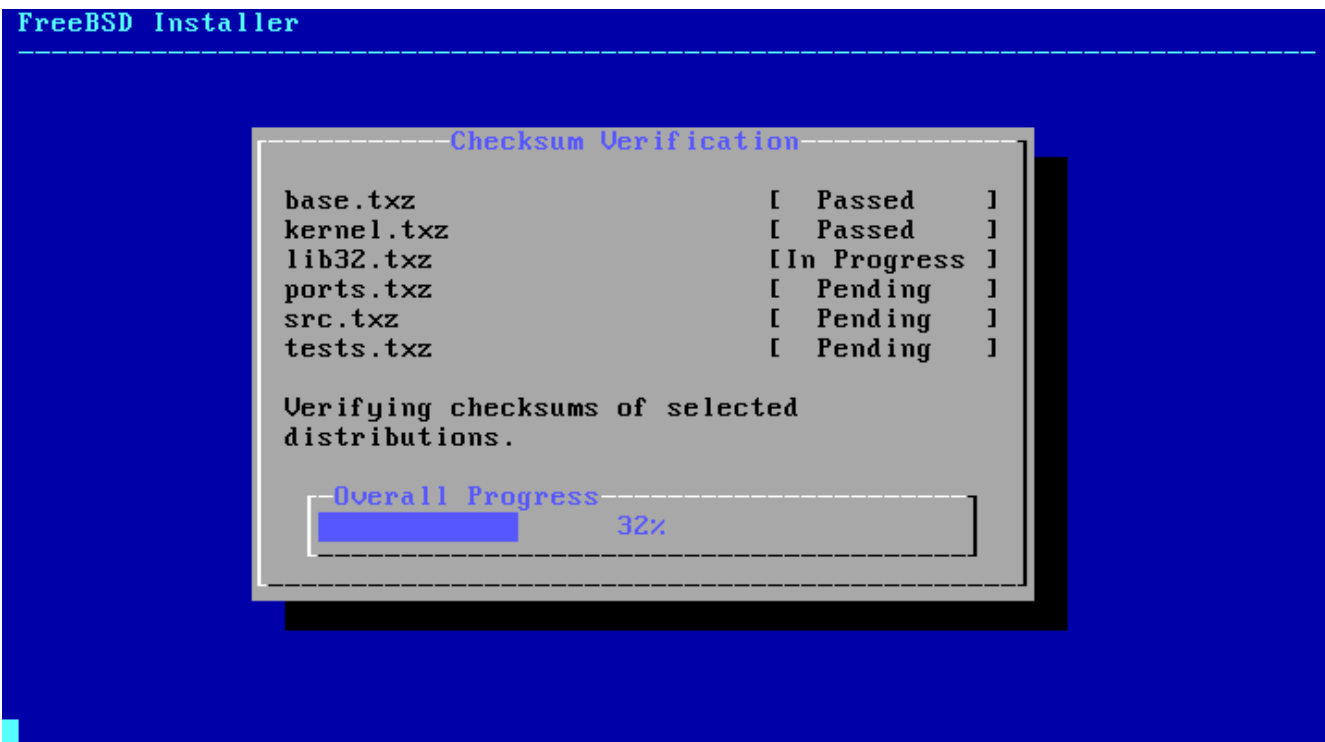 FreeBSD Installer
Checksum Verification
base.txz [ Passed ]
kernel.txz [ Passed ]
lib32.txz [In Progress ]
ports.txz [ Pending ]
src.txz [ Pending ]
tests.txz [ Pending ]
Verifying checksums of selected
distributions.
Overall Progress
32%